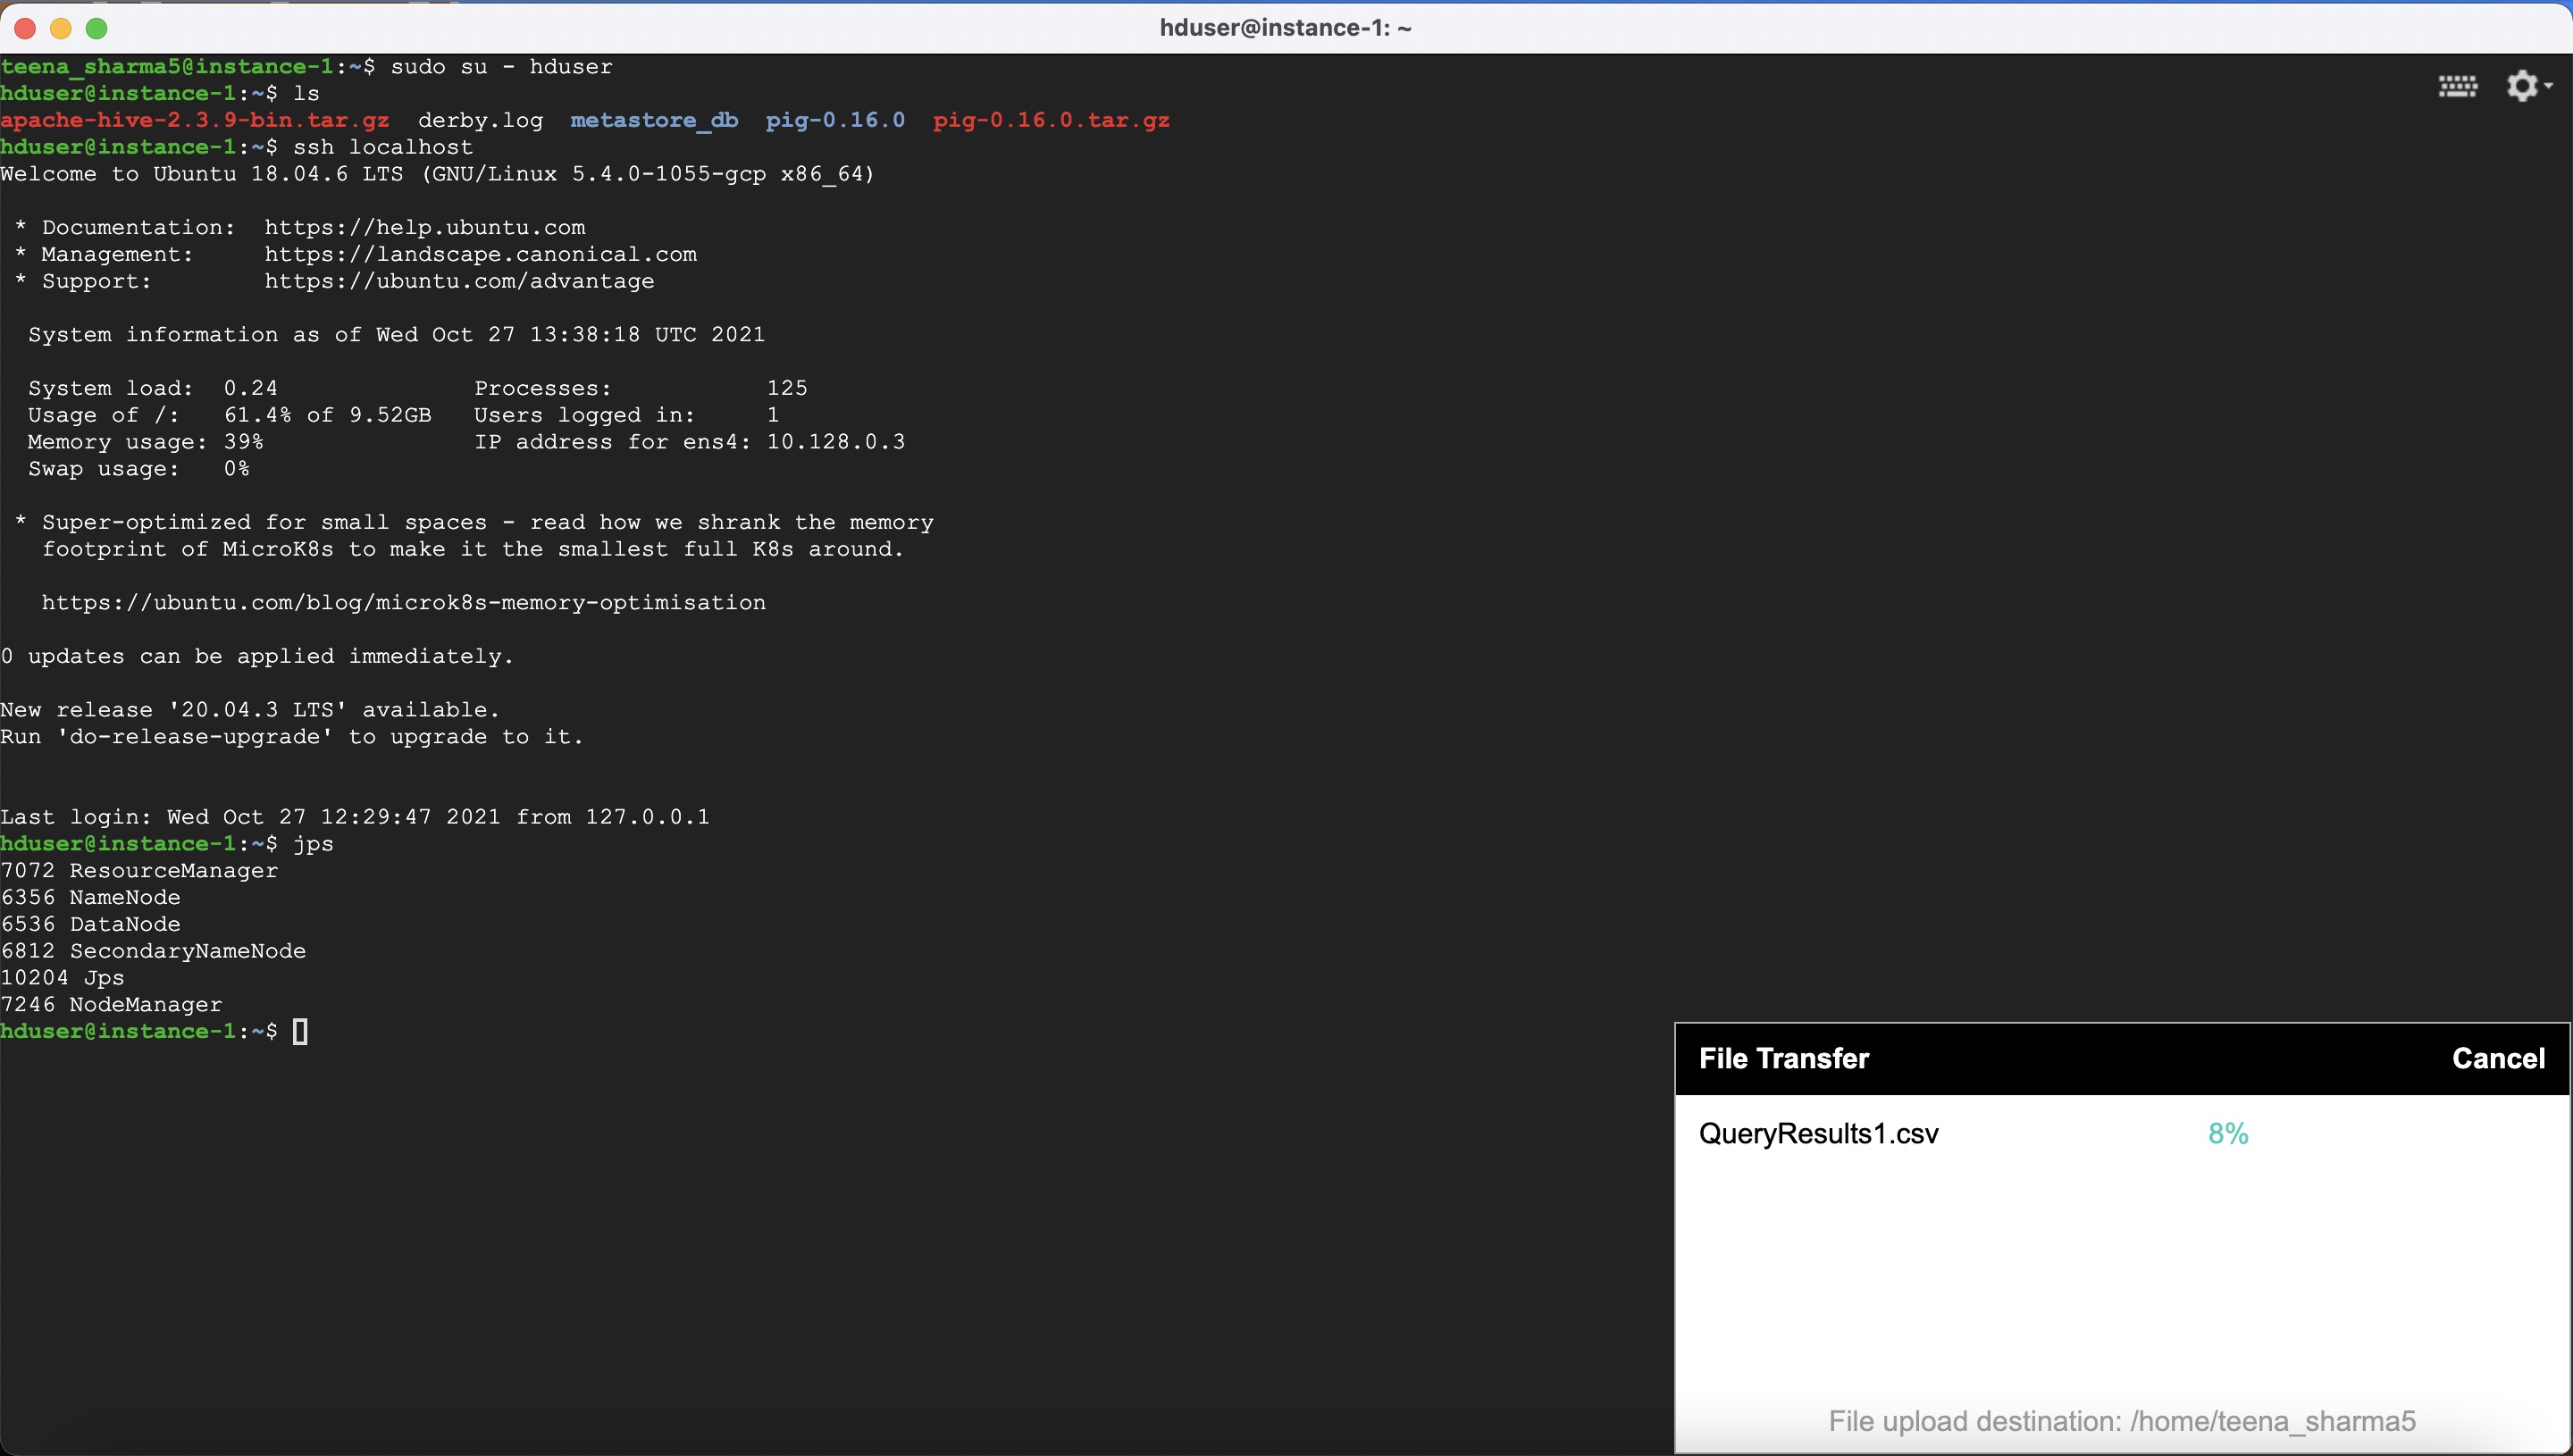 hduser@instance-1: ~
teena_sharma5@instance-1:~$ sudo su - hduser
hduser@instance-1:~$ ls
apache-hive-2.3.9-bin.tar.gz  derby.log  metastore_db  pig-0.16.0  pig-0.16.0.tar.gz
hduser@instance-1:~$ ssh localhost
Welcome to Ubuntu 18.04.6 LTS (GNU/Linux 5.4.0-1055-gcp x86_64)
 * Documentation:  https://help.ubuntu.com
 * Management:     https://landscape.canonical.com
 * Support:        https://ubuntu.com/advantage
  System information as of Wed Oct 27 13:38:18 UTC 2021
  System load:  0.24              Processes:           125
  Usage of /:   61.4% of 9.52GB   Users logged in:     1
  Memory usage: 39%               IP address for ens4: 10.128.0.3
  Swap usage:   0%
 * Super-optimized for small spaces - read how we shrank the memory
   footprint of MicroK8s to make it the smallest full K8s around.
   https://ubuntu.com/blog/microk8s-memory-optimisation
0 updates can be applied immediately.
New release '20.04.3 LTS' available.
Run 'do-release-upgrade' to upgrade to it.
Last login: Wed Oct 27 12:29:47 2021 from 127.0.0.1
hduser@instance-1:~$ jps
7072 ResourceManager
6356 NameNode
6536 DataNode
6812 SecondaryNameNode
10204 Jps
7246 NodeManager
hduser@instance-1:~$
File Transfer  Cancel
QueryResults1.csv  8%
File upload destination: /home/teena_sharma5